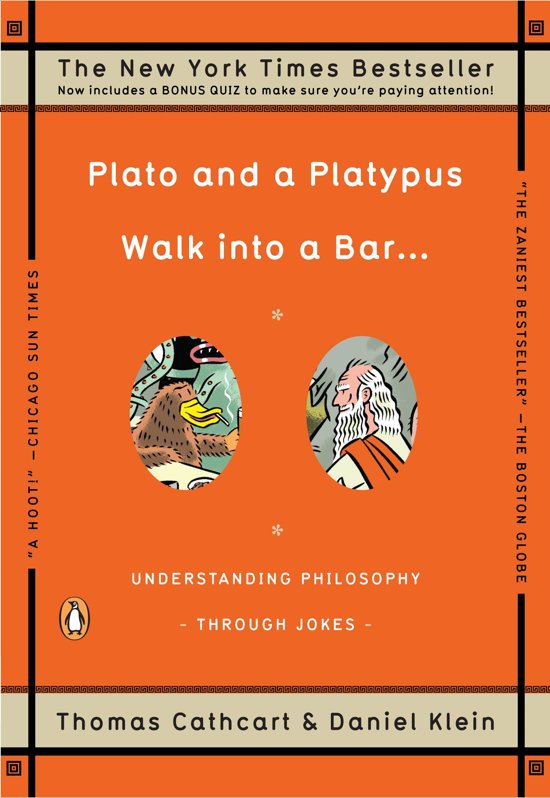 The New York Times Bestseller
Now includes a BONUS QUIZ to make sure you're paying attention!
Plato and a Platypus
Walk into a Bar...
*
"A HOOT!" —CHICAGO SUN TIMES
"THE ZANIEST BESTSELLER" —THE BOSTON GLOBE
*
UNDERSTANDING PHILOSOPHY
- THROUGH JOKES -
Thomas Cathcart & Daniel Klein